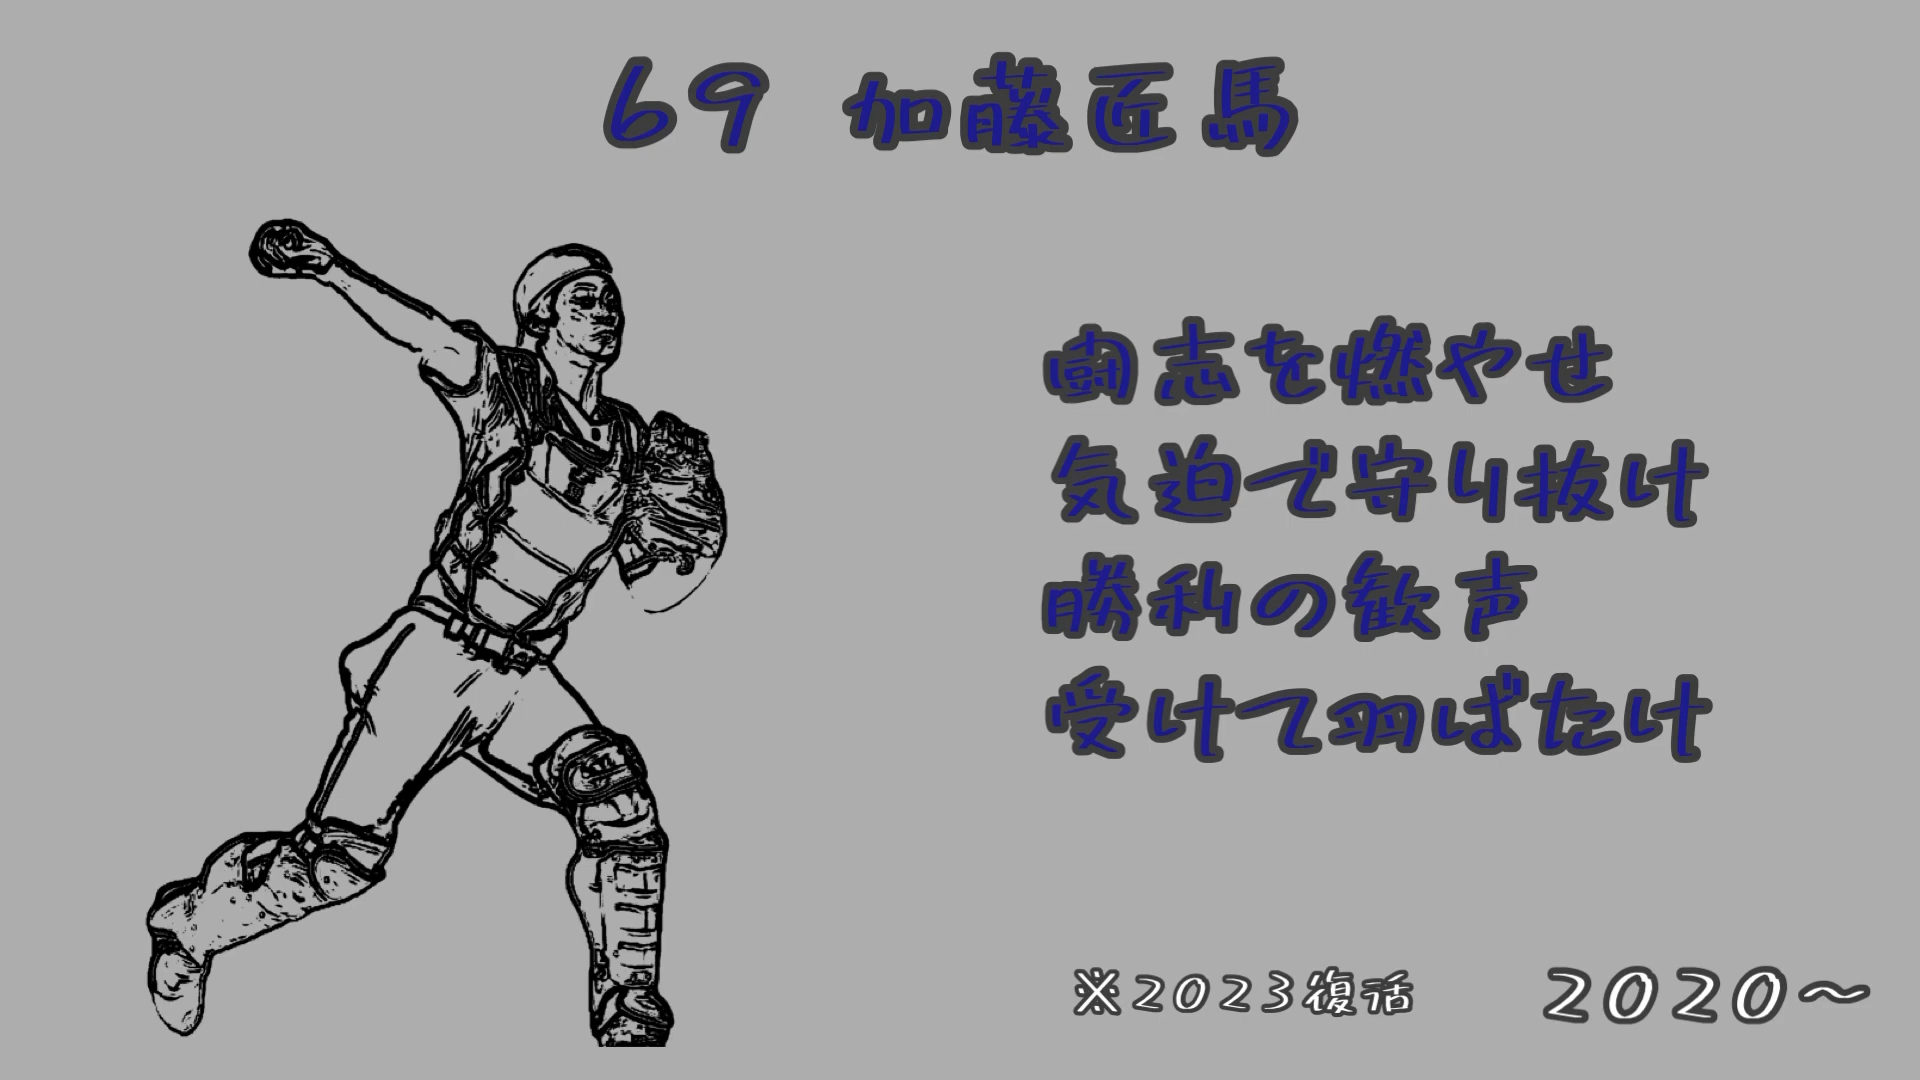 69 加藤匠馬
闘志を燃やせ
気迫で守り抜け
勝利の歓声
受けて羽ばたけ
※2023復活 2020～